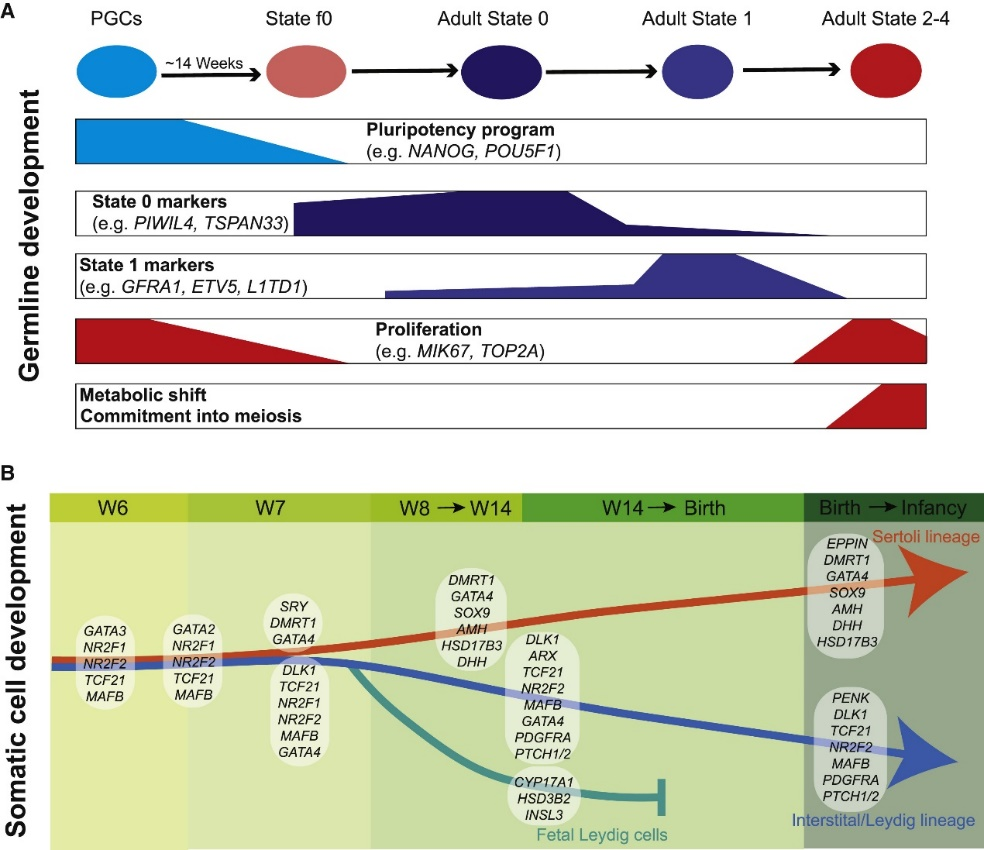 A
PGCs
State f0
Adult State 0
Adult State 1
Adult State 2-4
~14 Weeks
Germline development
Pluripotency program
(e.g. NANOG, POU5F1)
State 0 markers
(e.g. PIWIL4, TSPAN33)
State 1 markers
(e.g. GFRA1, ETV5, L1TD1)
Proliferation
(e.g. MIK67, TOP2A)
Metabolic shift
Commitment into meiosis
B
Somatic cell development
W6
W7
W8 → W14
W14 → Birth
Birth → Infancy
Sertoli lineage
GATA3
NR2F1
NR2F2
TCF21
MAFB
GATA2
NR2F1
NR2F2
TCF21
MAFB
SRY
DMRT1
GATA4
DLK1
TCF21
NR2F1
NR2F2
MAFB
GATA4
DMRT1
GATA4
SOX9
AMH
HSD17B3
DHH
DLK1
ARX
TCF21
NR2F2
MAFB
GATA4
PDGFRA
PTCH1/2
CYP17A1
HSD3B2
INSL3
Fetal Leydig cells
EPPIN
DMRT1
GATA4
SOX9
AMH
DHH
HSD17B3
PENK
DLK1
TCF21
NR2F2
MAFB
PDGFRA
PTCH1/2
Interstital/Leydig lineage